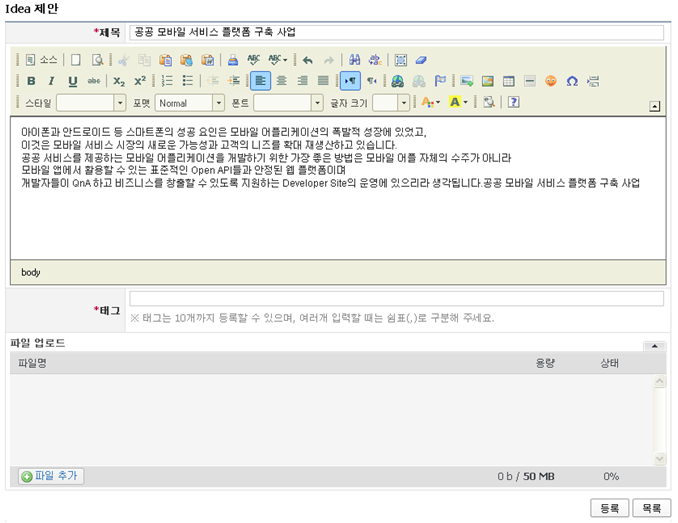 Idea 제안
*제목 공공 모바일 서비스 플랫폼 구축 사업
소스
스타일 포맷 Normal 폰트 글자 크기
아이폰과 안드로이드 등 스마트폰의 성공 요인은 모바일 어플리케이션의 폭발적 성장에 있었고,
이것은 모바일 서비스 시장의 새로운 가능성과 고객의 니즈를 확대 재생산하고 있습니다.
공공 서비스를 제공하는 모바일 어플리케이션을 개발하기 위한 가장 좋은 방법은 모바일 어플 자체의 수주가 아니라
모바일 앱에서 활용할 수 있는 표준적인 Open API들과 안정된 웹 플랫폼이며
개발자들이 QnA 하고 비즈니스를 창출할 수 있도록 지원하는 Developer Site의 운영에 있으리라 생각됩니다.공공 모바일 서비스 플랫폼 구축 사업
body
*태그
※ 태그는 10개까지 등록할 수 있으며, 여러개 입력할 때는 쉼표(,)로 구분해 주세요.
파일 업로드
파일명 용량 상태
파일 추가 0 b / 50 MB 0%
등록 목록